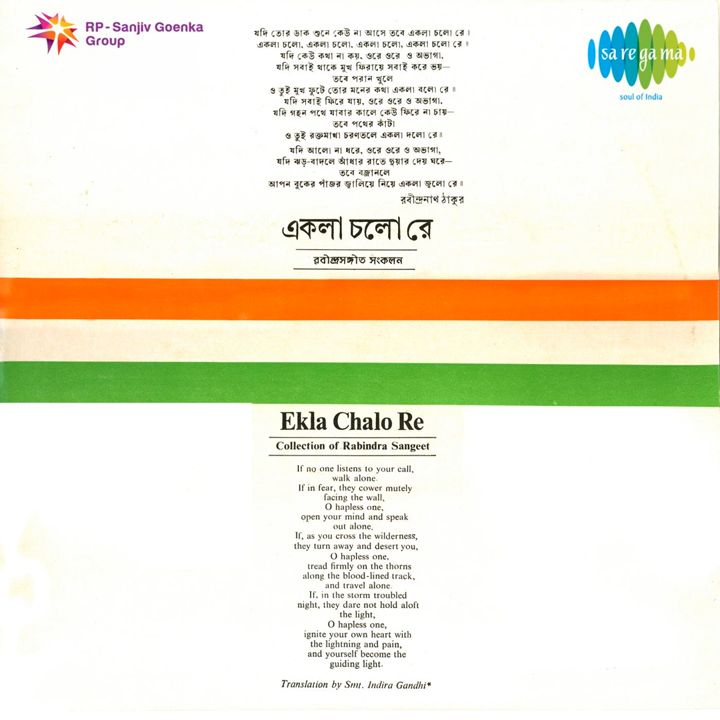 RP-Sanjiv Goenka
Group
sa re ga ma
soul of India
যদি তোর ডাক শুনে কেউ না আসে তবে একলা চলো রে ।
একলা চলো, একলা চলো, একলা চলো, একলা চলো রে ॥
যদি কেউ কথা না কয়, ওরে ওরে ও অভাগা,
যদি সবাই থাকে মুখ ফিরায়ে সবাই করে ভয়—
তবে পরান খুলে
ও তুই মুখ ফুটে তোর মনের কথা একলা বলো রে ॥
যদি সবাই ফিরে যায়, ওরে ওরে ও অভাগা,
যদি গহন পথে যাবার কালে কেউ ফিরে না চায়—
তবে পথের কাঁটা
ও তুই রক্তমাখা চরণতলে একলা দলো রে ॥
যদি আলো না ধরে, ওরে ওরে ও অভাগা,
যদি ঝড়-বাদলে আঁধার রাতে দুয়ার দেয় ঘরে—
তবে বজ্রানলে
আপন বুকের পাঁজর জ্বালিয়ে নিয়ে একলা জ্বলো রে ॥
রবীন্দ্রনাথ ঠাকুর
একলা চলো রে
রবীন্দ্রসঙ্গীত সংকলন
Ekla Chalo Re
Collection of Rabindra Sangeet
If no one listens to your call,
walk alone.
If in fear, they cower mutely
facing the wall,
O hapless one,
open your mind and speak
out alone.
If, as you cross the wilderness,
they turn away and desert you,
O hapless one.
tread firmly on the thorns
along the blood-lined track,
and travel alone.
If, in the storm troubled
night, they dare not hold aloft
the light,
O hapless one,
ignite your own heart with
the lightning and pain,
and yourself become the
guiding light.
Translation by Smt. Indira Gandhi*